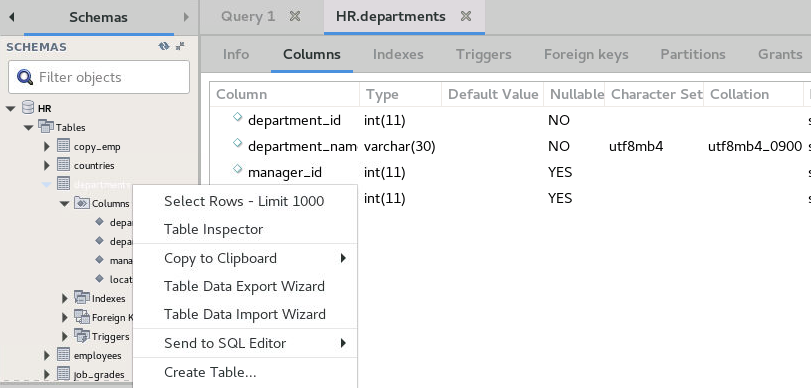 Schemas
Query 1
HR.departments
SCHEMAS
Filter objects
HR
Tables
copy_emp
countries
departments
Columns
depa
depa
mana
locat
Indexes
Foreign K
Triggers
employees
job_grades
Info Columns Indexes Triggers Foreign keys Partitions Grants
Column Type Default Value Nullable Character Set Collation
department_id int(11) NO
department_nam varchar(30) NO utf8mb4 utf8mb4_0900
manager_id int(11) YES
int(11) YES
Select Rows - Limit 1000
Table Inspector
Copy to Clipboard
Table Data Export Wizard
Table Data Import Wizard
Send to SQL Editor
Create Table...